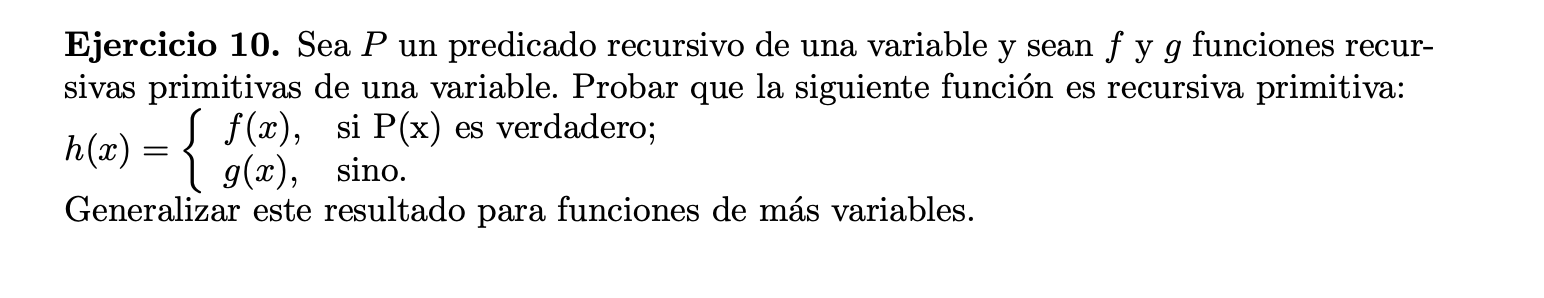 Ejercicio 10. Sea P un predicado recursivo de una variable y sean f y g funciones recur-
sivas primitivas de una variable. Probar que la siguiente función es recursiva primitiva:
h(x) = { f(x), si P(x) es verdadero;
g(x), sino.
Generalizar este resultado para funciones de más variables.